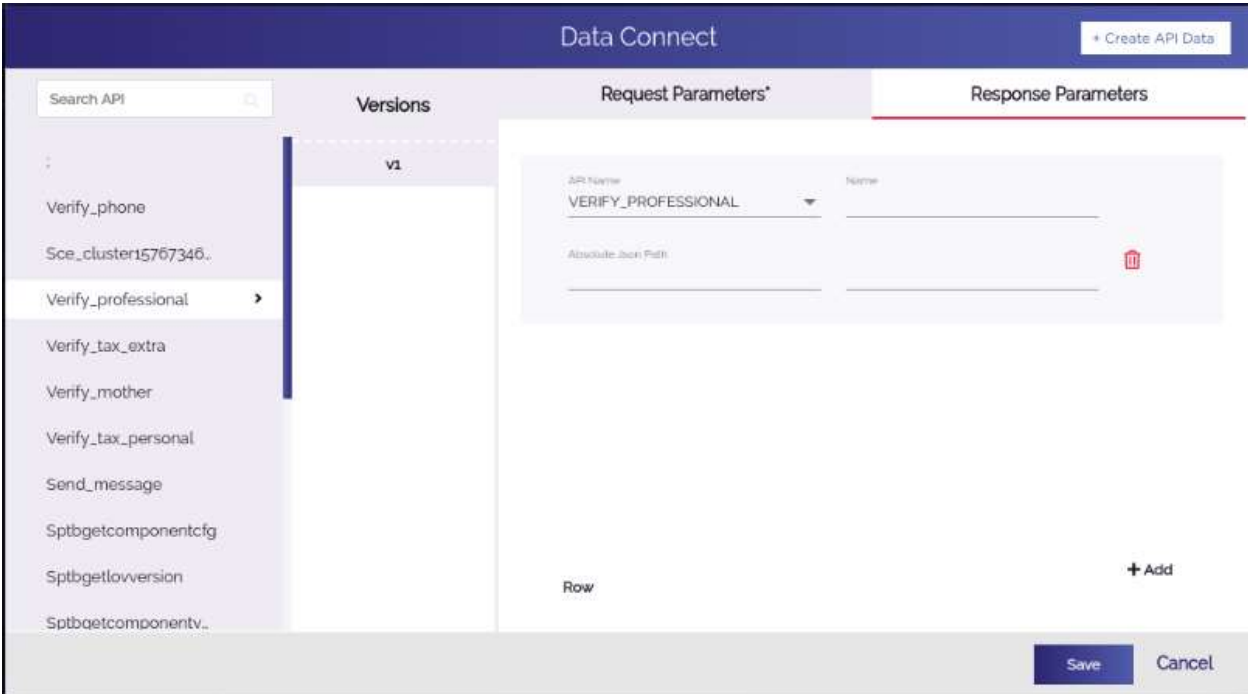 Data Connect
+ Create API Data
Search API
Versions
Request Parameters*
Response Parameters
:
v1
Verify_phone
Sce_cluster15767346..
Verify_professional
Verify_tax_extra
Verify_mother
Verify_tax_personal
Send_message
Sptbgetcomponentcfg
Sptbgetlovversion
Sptbgetcomponentv..
API Name
VERIFY_PROFESSIONAL
Name
Absolute Json Path
+ Add
Row
Save
Cancel